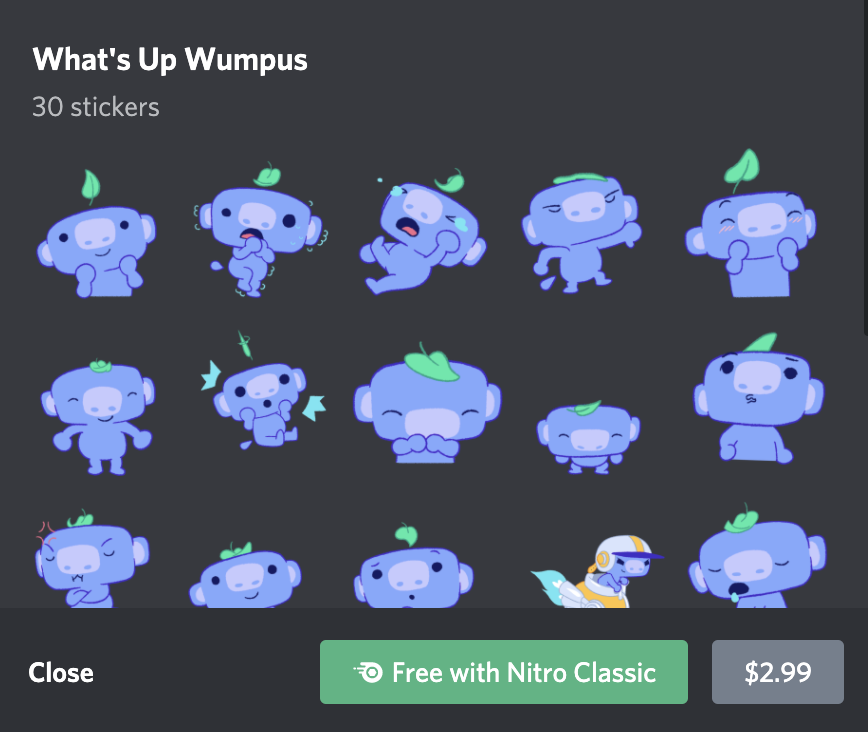 What's Up Wumpus
30 stickers
Close
Free with Nitro Classic
$2.99